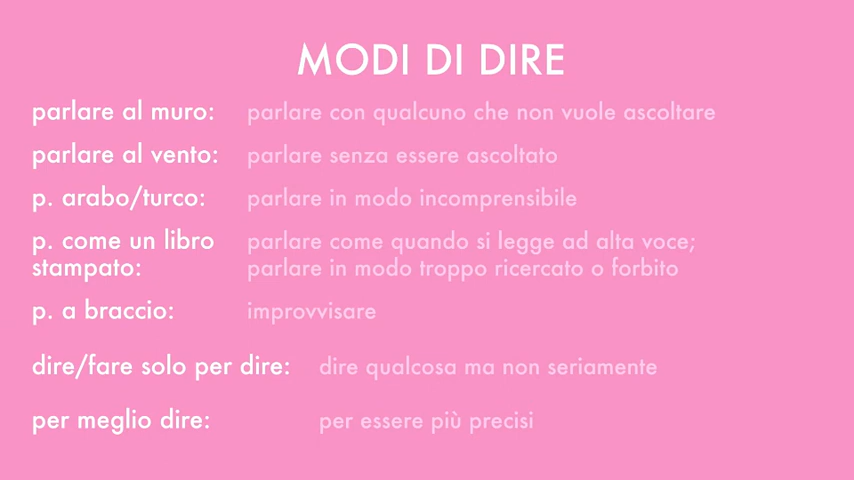 MODI DI DIRE
parlare al muro: parlare con qualcuno che non vuole ascoltare
parlare al vento: parlare senza essere ascoltato
p. arabo/turco: parlare in modo incomprensibile
p. come un libro parlare come quando si legge ad alta voce;
stampato: parlare in modo troppo ricercato o forbito
p. a braccio: improvvisare
dire/fare solo per dire: dire qualcosa ma non seriamente
per meglio dire: per essere più precisi